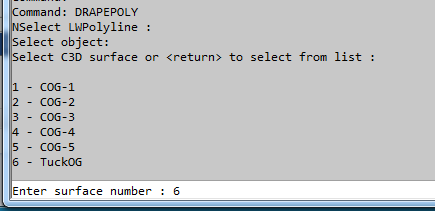 Command: DRAPEPOLY
NSelect LWPolyline :
Select object:
Select C3D surface or <return> to select from list :
1 - COG-1
2 - COG-2
3 - COG-3
4 - COG-4
5 - COG-5
6 - TuckOG
Enter surface number : 6